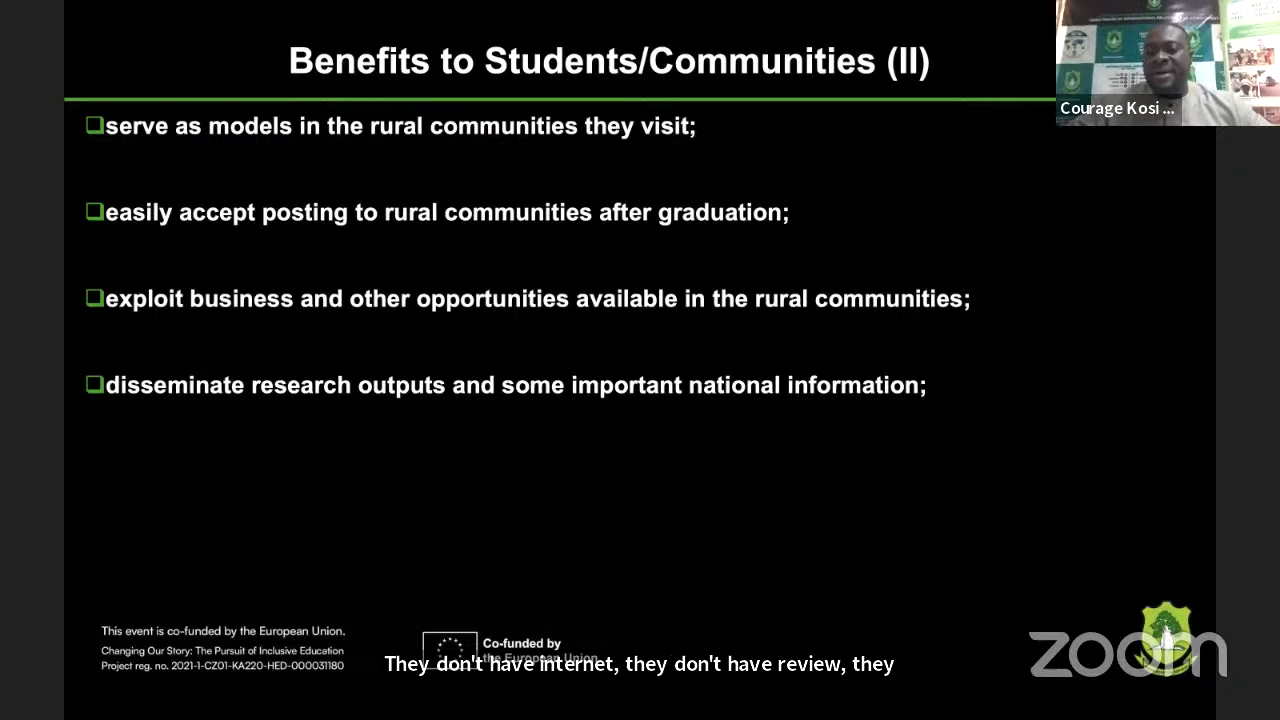 Benefits to Students/Communities (II)
Courage Kosi ...
❑serve as models in the rural communities they visit;
❑easily accept posting to rural communities after graduation;
❑exploit business and other opportunities available in the rural communities;
❑disseminate research outputs and some important national information;
This event is co-funded by the European Union.
Changing Our Story: The Pursuit of Inclusive Education
Project reg. no. 2021-1-CZ01-KA220-HED-000031180
Co-funded by
the European Union
They don't have internet, they don't have review, they
zoom